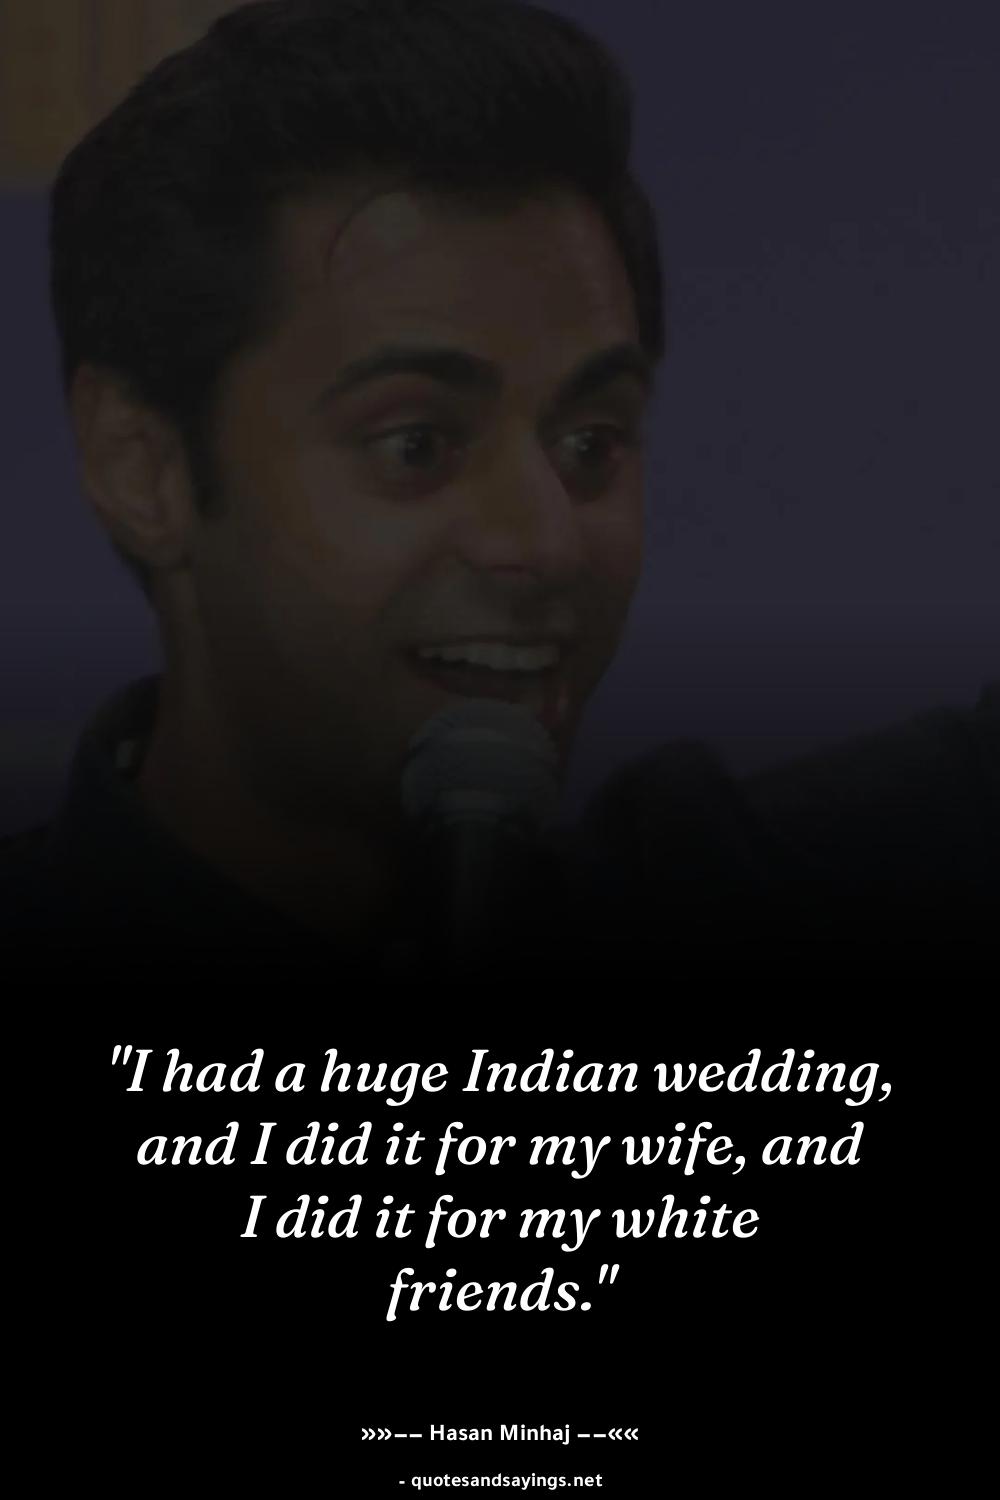 "I had a huge Indian wedding,
and I did it for my wife, and
I did it for my white
friends."
»»–– Hasan Minhaj ––««
- quotesandsayings.net